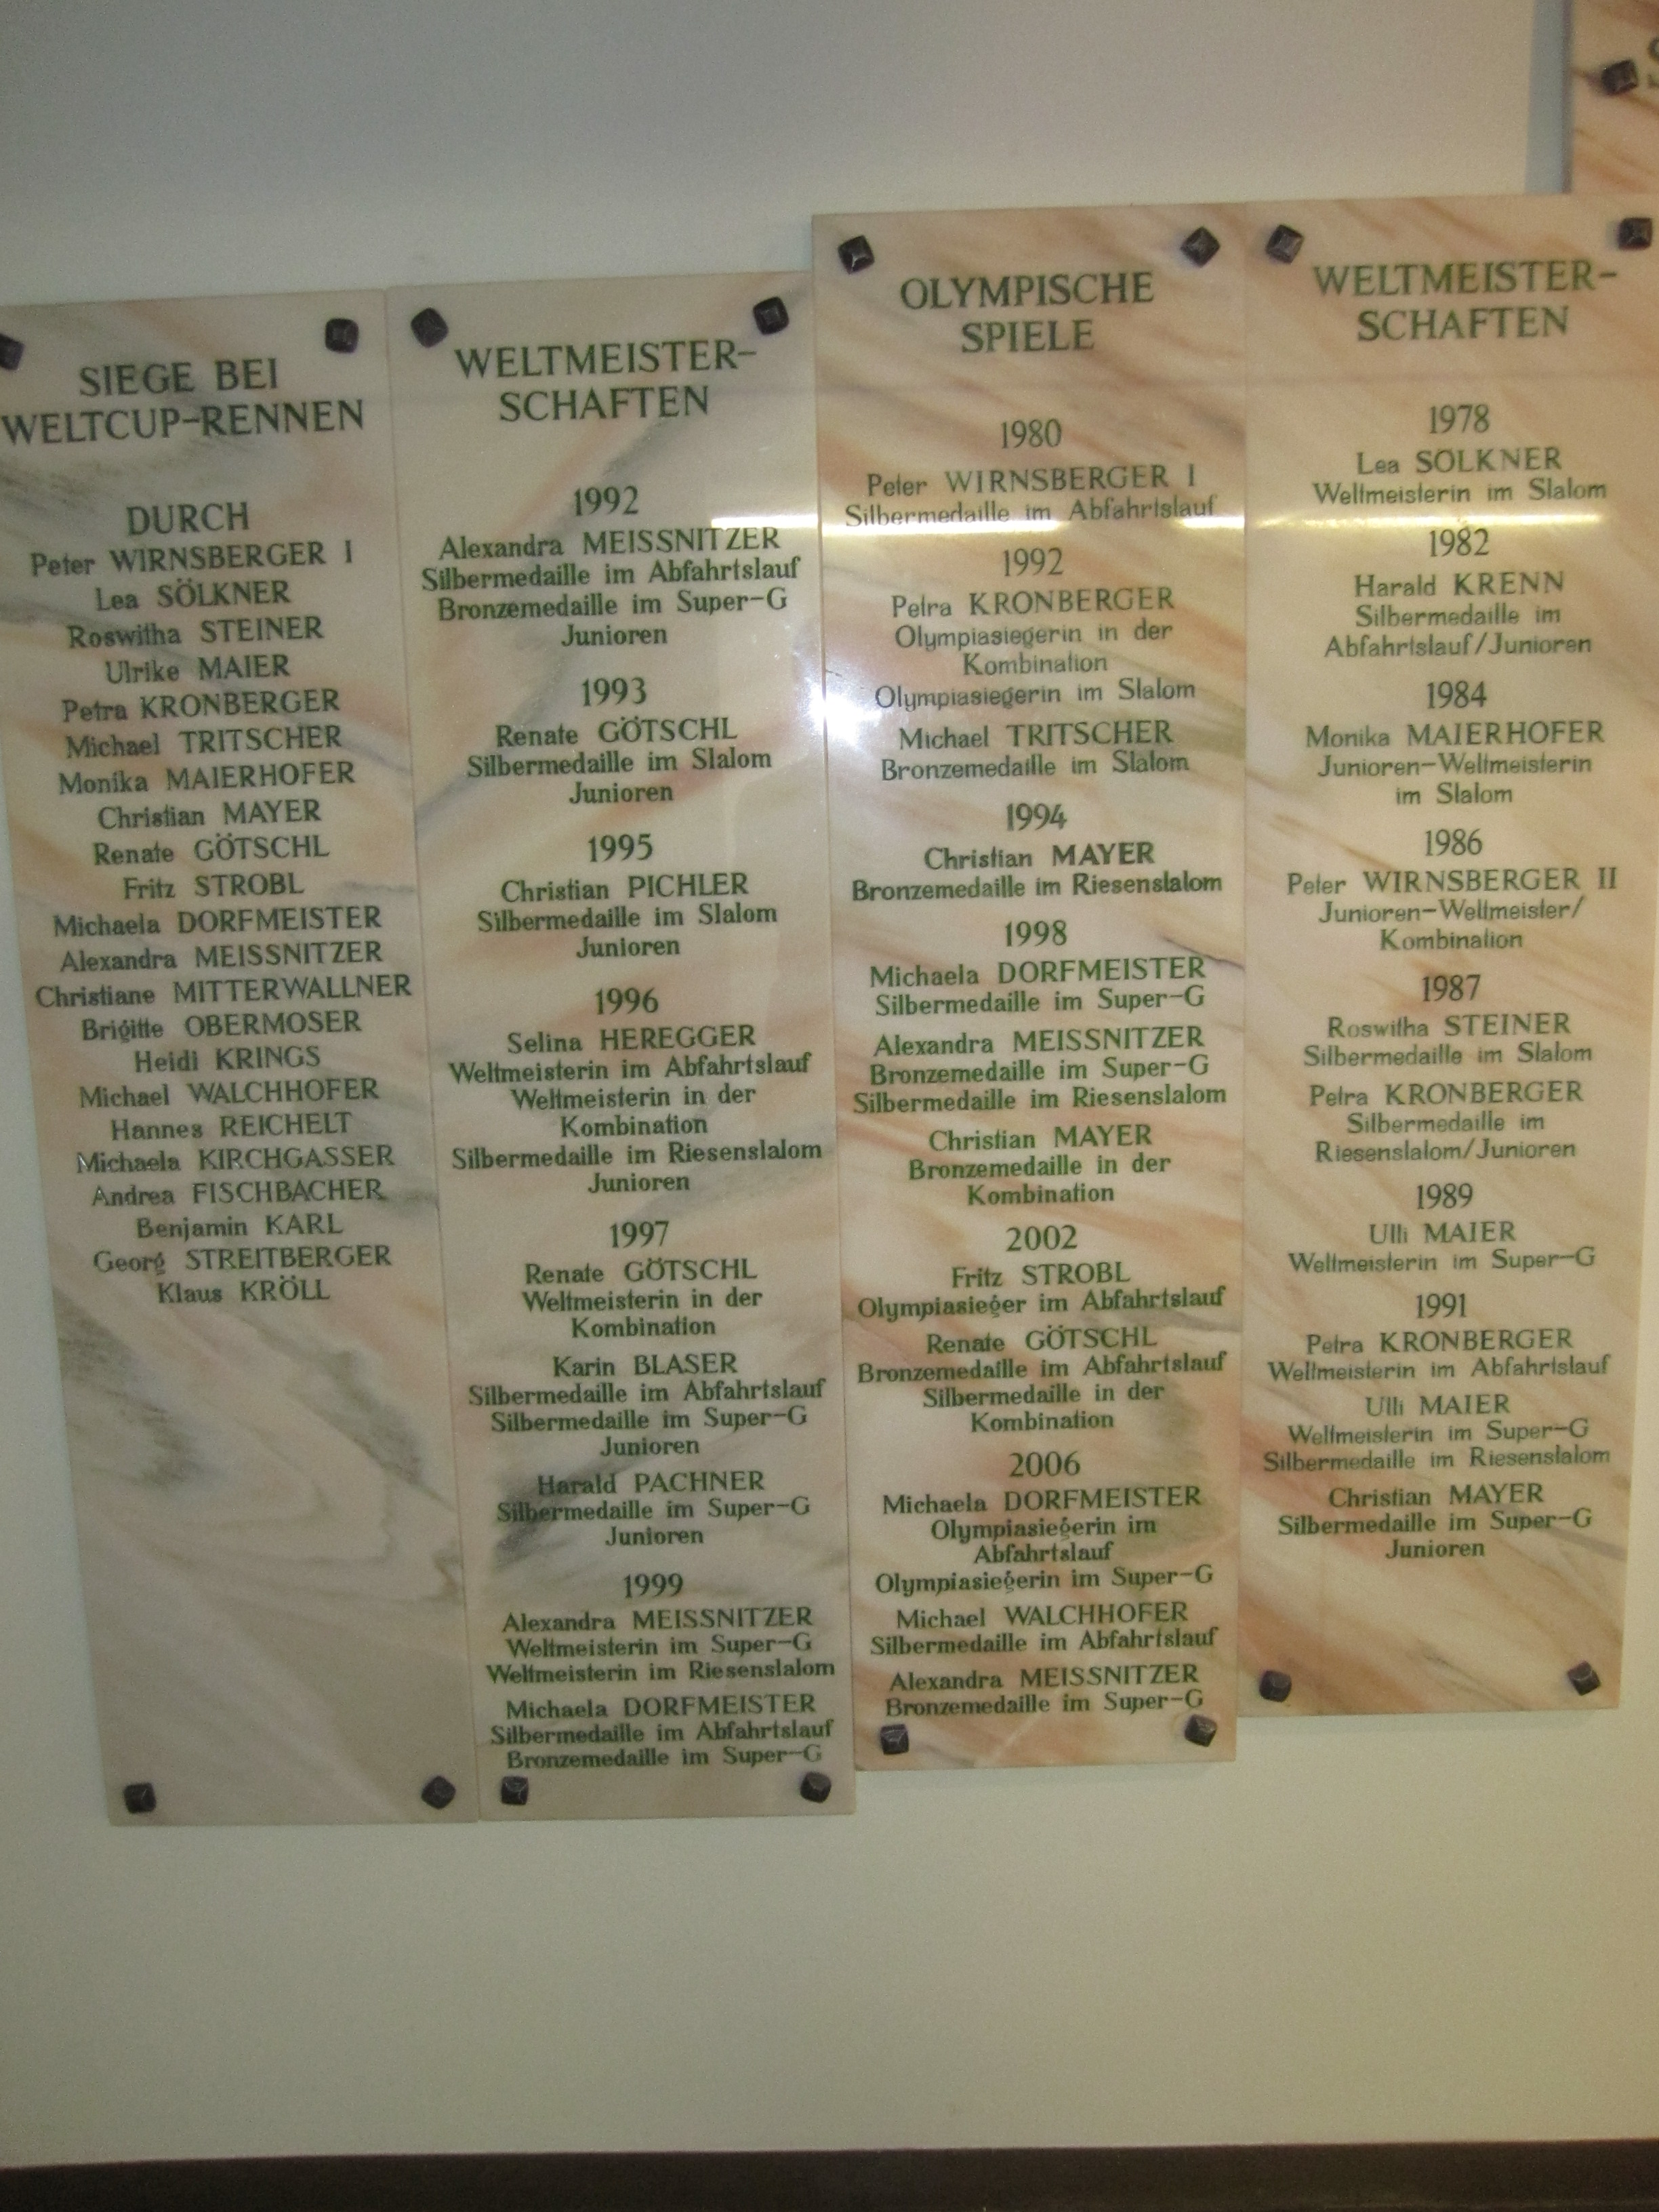 SIEGE BEI
WELTCUP-RENNEN
DURCH
Peter WIRNSBERGER I
Lea SÖLKNER
Roswitha STEINER
Ulrike MAIER
Petra KRONBERGER
Michael TRITSCHER
Monika MAIERHOFER
Christian MAYER
Renate GÖTSCHL
Fritz STROBL
Michaela DORFMEISTER
Alexandra MEISSNITZER
Christiane MITTERWALLNER
Brigitte OBERMOSER
Heidi KRINGS
Michael WALCHHOFER
Hannes REICHELT
Michaela KIRCHGASSER
Andrea FISCHBACHER
Benjamin KARL
Georg STREITBERGER
Klaus KRÖLL
WELTMEISTER-
SCHAFTEN
1992
Alexandra MEISSNITZER
Silbermedaille im Abfahrtslauf
Bronzemedaille im Super-G
Junioren
1993
Renate GÖTSCHL
Silbermedaille im Slalom
Junioren
1995
Christian PICHLER
Silbermedaille im Slalom
Junioren
1996
Selina HEREGGER
Weltmeisterin im Abfahrtslauf
Weltmeisterin in der
Kombination
Silbermedaille im Riesenslalom
Junioren
1997
Renate GÖTSCHL
Weltmeisterin in der
Kombination
Karin BLASER
Silbermedaille im Abfahrtslauf
Silbermedaille im Super-G
Junioren
Harald PACHNER
Silbermedaille im Super-G
Junioren
1999
Alexandra MEISSNITZER
Weltmeisterin im Super-G
Weltmeisterin im Riesenslalom
Michaela DORFMEISTER
Silbermedaille im Abfahrtslauf
Bronzemedaille im Super-G
OLYMPISCHE
SPIELE
1980
Peter WIRNSBERGER I
Silbermedaille im Abfahrtslauf
1992
Petra KRONBERGER
Olympiasiegerin in der
Kombination
Olympiasiegerin im Slalom
Michael TRITSCHER
Bronzemedaille im Slalom
1994
Christian MAYER
Bronzemedaille im Riesenslalom
1998
Michaela DORFMEISTER
Silbermedaille im Super-G
Alexandra MEISSNITZER
Bronzemedaille im Super-G
Silbermedaille im Riesenslalom
Christian MAYER
Bronzemedaille in der
Kombination
2002
Fritz STROBL
Olympiasieger im Abfahrtslauf
Renate GÖTSCHL
Bronzemedaille im Abfahrtslauf
Silbermedaille in der
Kombination
2006
Michaela DORFMEISTER
Olympiasiegerin im
Abfahrtslauf
Olympiasiegerin im Super-G
Michael WALCHHOFER
Silbermedaille im Abfahrtslauf
Alexandra MEISSNITZER
Bronzemedaille im Super-G
WELTMEISTER-
SCHAFTEN
1978
Lea SÖLKNER
Weltmeisterin im Slalom
1982
Harald KRENN
Silbermedaille im
Abfahrtslauf/Junioren
1984
Monika MAIERHOFER
Junioren-Weltmeisterin
im Slalom
1986
Peter WIRNSBERGER II
Junioren-Weltmeister/
Kombination
1987
Roswitha STEINER
Silbermedaille im Slalom
Petra KRONBERGER
Silbermedaille im
Riesenslalom/Junioren
1989
Ulli MAIER
Weltmeisterin im Super-G
1991
Petra KRONBERGER
Weltmeisterin im Abfahrtslauf
Ulli MAIER
Weltmeisterin im Super-G
Silbermedaille im Riesenslalom
Christian MAYER
Silbermedaille im Super-G
Junioren